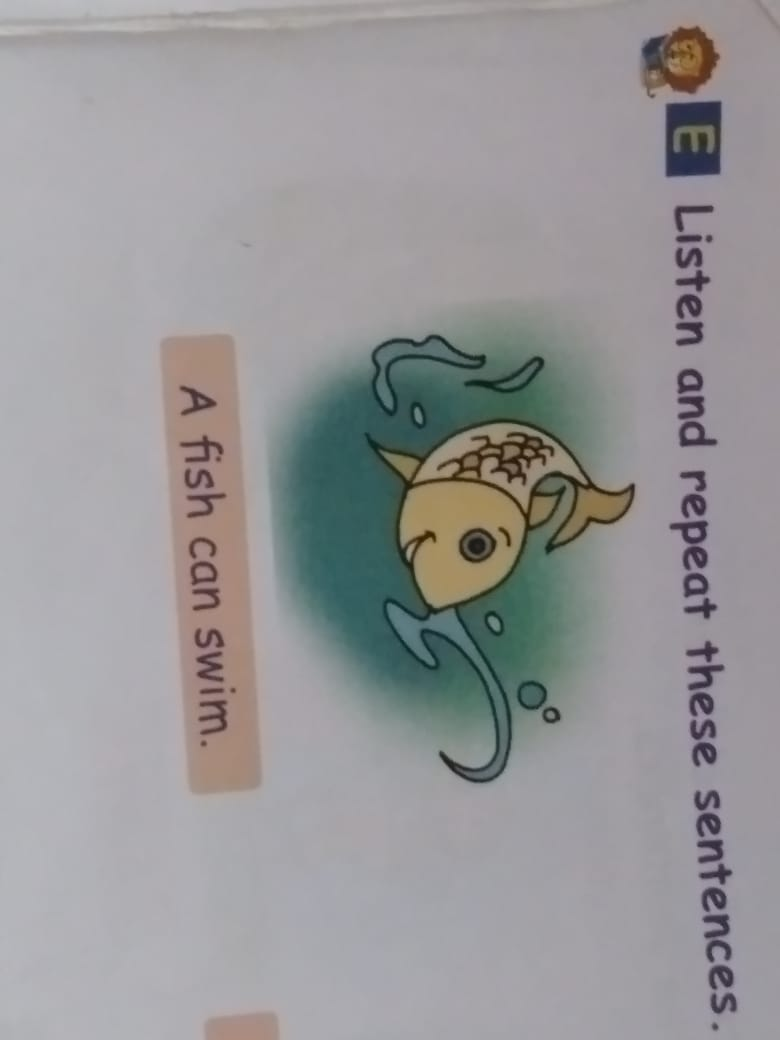 E Listen and repeat these sentences.
A fish can swim.